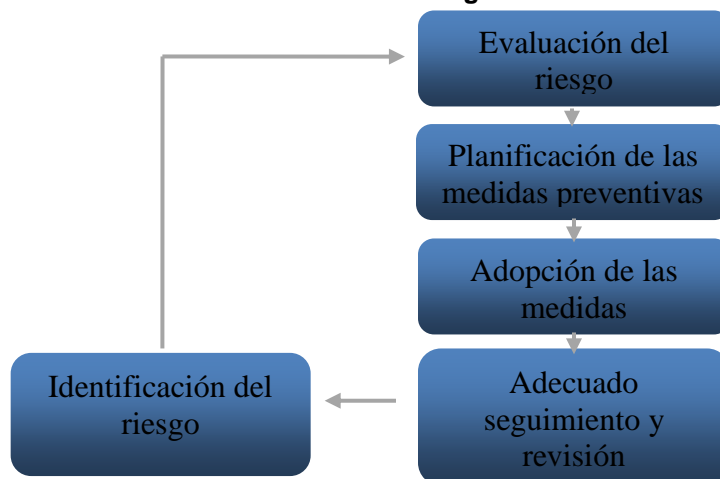 Evaluación del
riesgo
Planificación de las
medidas preventivas
Adopción de las
medidas
Adecuado
seguimiento y
revisión
Identificación del
riesgo